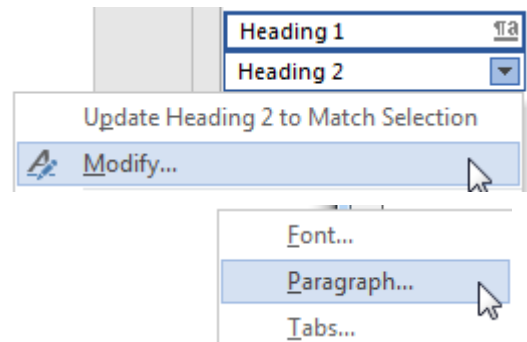 Heading 1 ¶a
Heading 2
Update Heading 2 to Match Selection
Modify...
Font...
Paragraph...
Tabs...